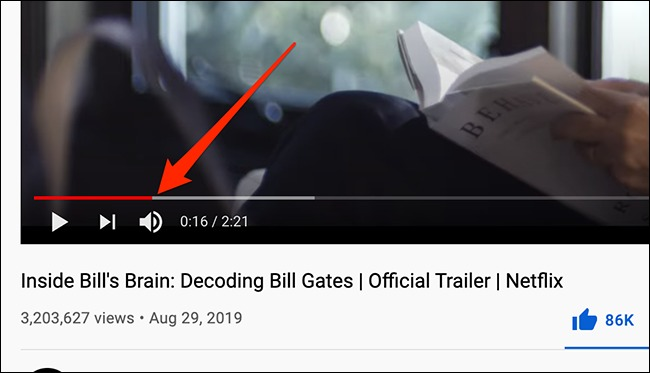 0:16 / 2:21
Inside Bill's Brain: Decoding Bill Gates | Official Trailer | Netflix
3,203,627 views • Aug 29, 2019
86K